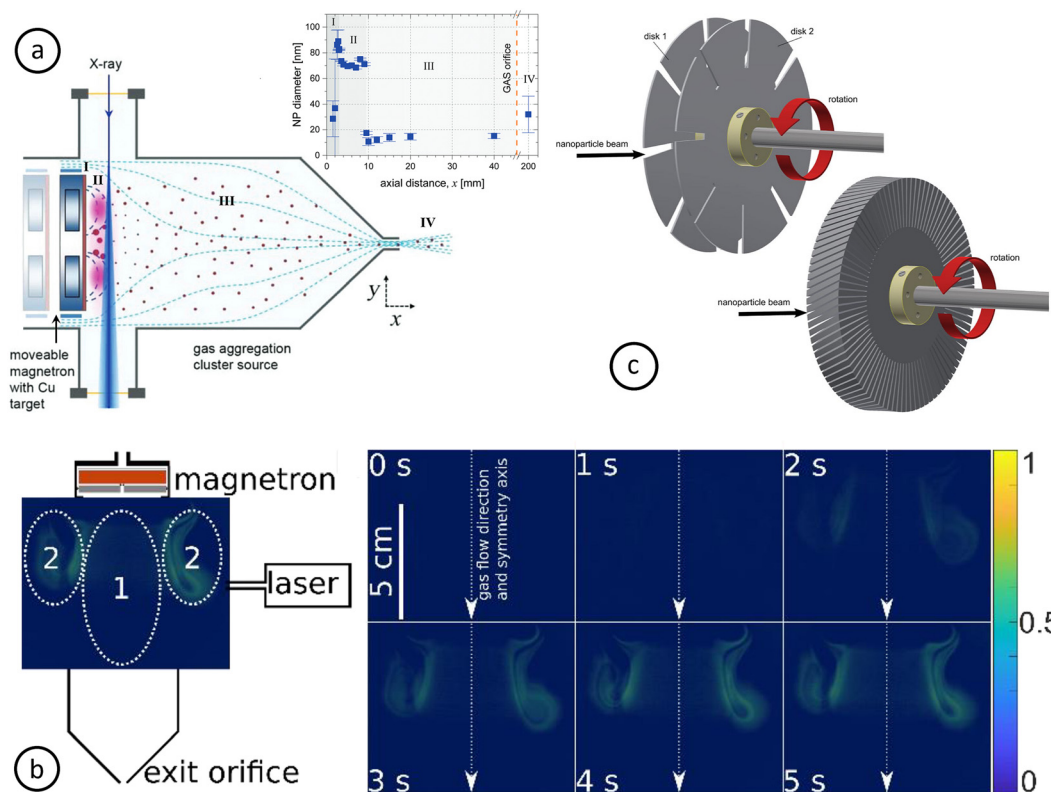 a
X-ray
I
II
III
IV
y
x
moveable
magnetron
with Cu
target
gas aggregation
cluster source
NP diameter [nm]
100
80
60
40
20
0
I
II
III
IV
GAS orifice
0
10
20
30
40
200
axial distance, x [mm]
disk 1
disk 2
rotation
nanoparticle beam
rotation
nanoparticle beam
c
magnetron
2
1
2
laser
exit orifice
b
0 s
1 s
2 s
5 cm
gas flow direction
and symmetry axis
3 s
4 s
5 s
1
0.5
0